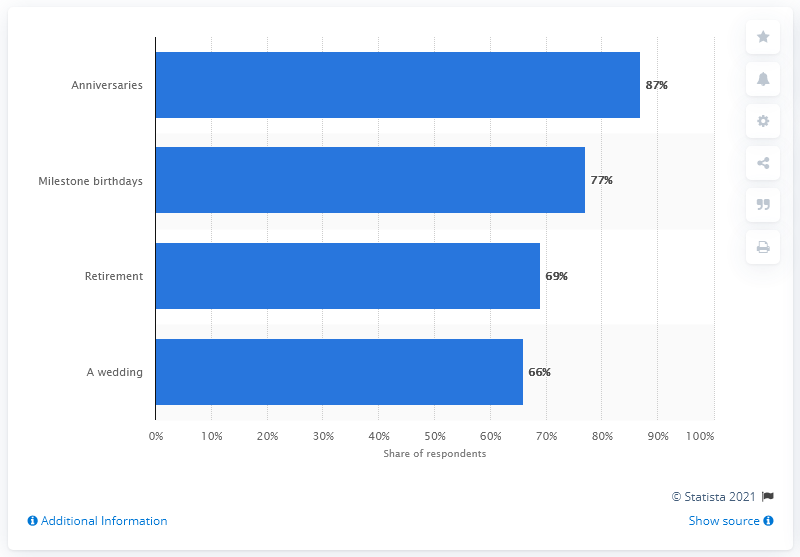 Anniversaries
87%
Milestone birthdays
77%
Retirement
69%
A wedding
66%
0% 10% 20% 30% 40% 50% 60% 70% 80% 90% 100%
Share of respondents
© Statista 2021
Additional Information
Show source